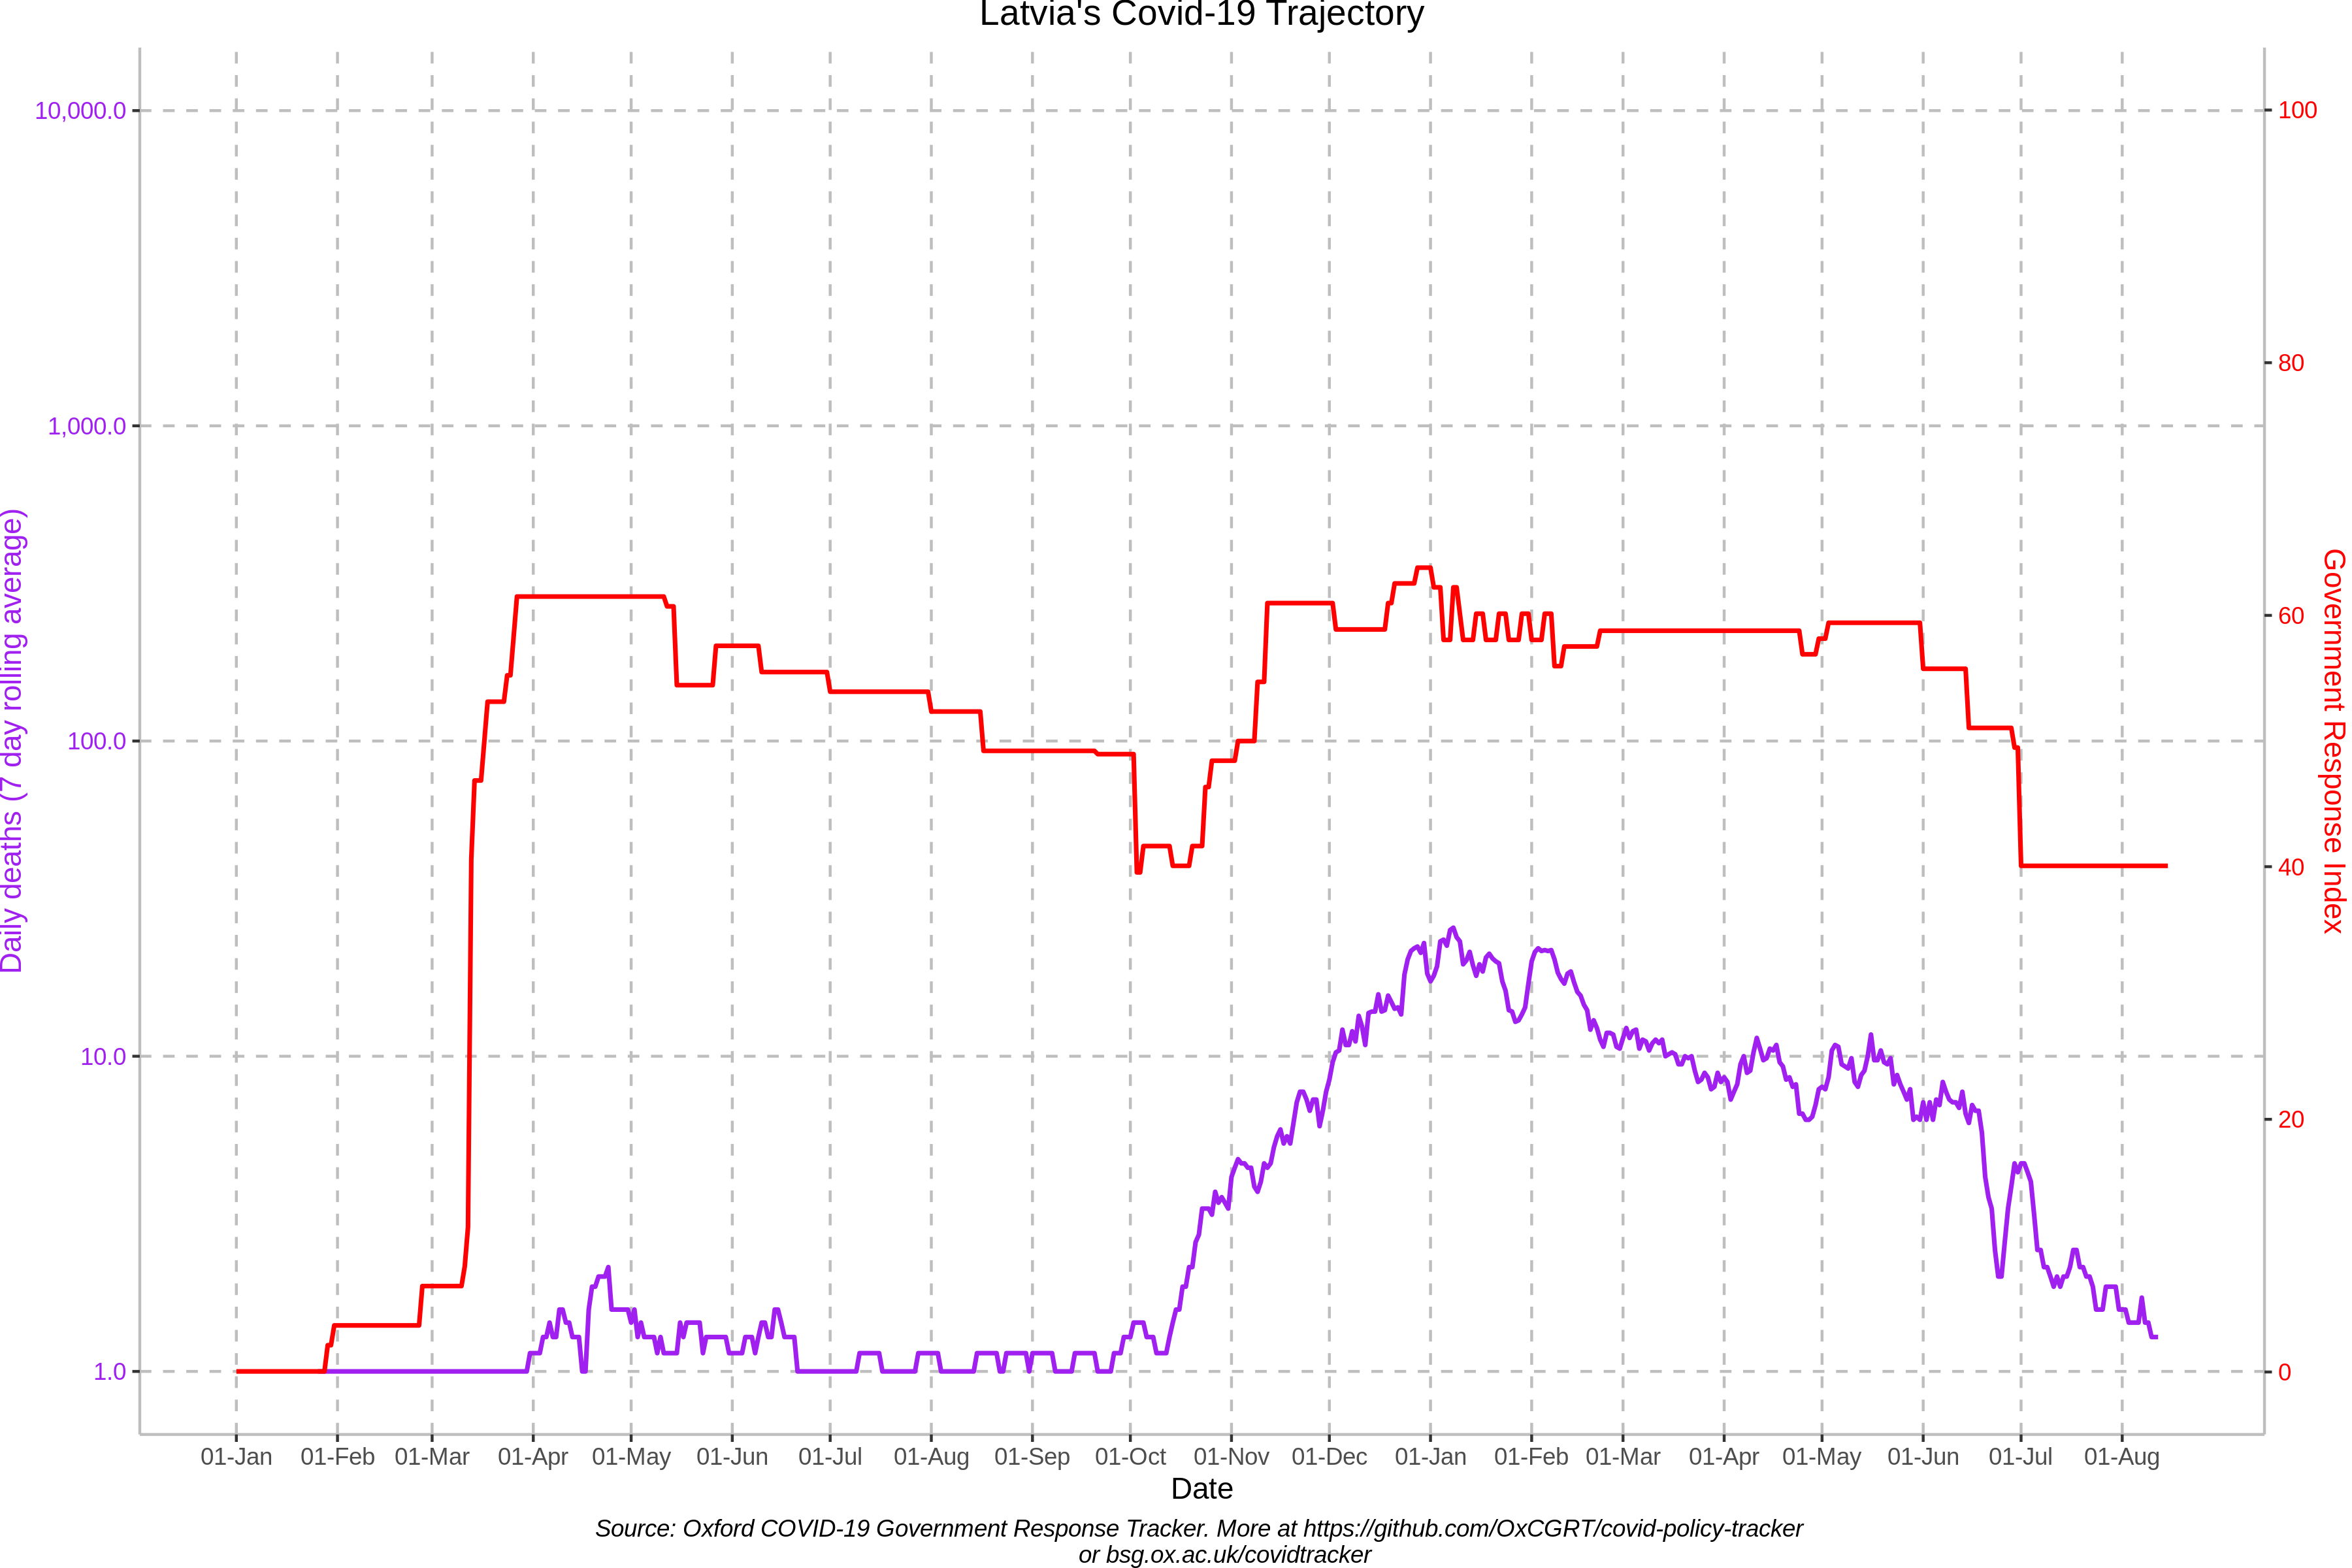 Latvia's Covid-19 Trajectory
Daily deaths (7 day rolling average)
10,000.0
1,000.0
100.0
10.0
1.0
100
80
60
40
20
0
Government Response Index
01-Jan 01-Feb 01-Mar 01-Apr 01-May 01-Jun 01-Jul 01-Aug 01-Sep 01-Oct 01-Nov 01-Dec 01-Jan 01-Feb 01-Mar 01-Apr 01-May 01-Jun 01-Jul 01-Aug
Date
Source: Oxford COVID-19 Government Response Tracker. More at https://github.com/OxCGRT/covid-policy-tracker
or bsg.ox.ac.uk/covidtracker